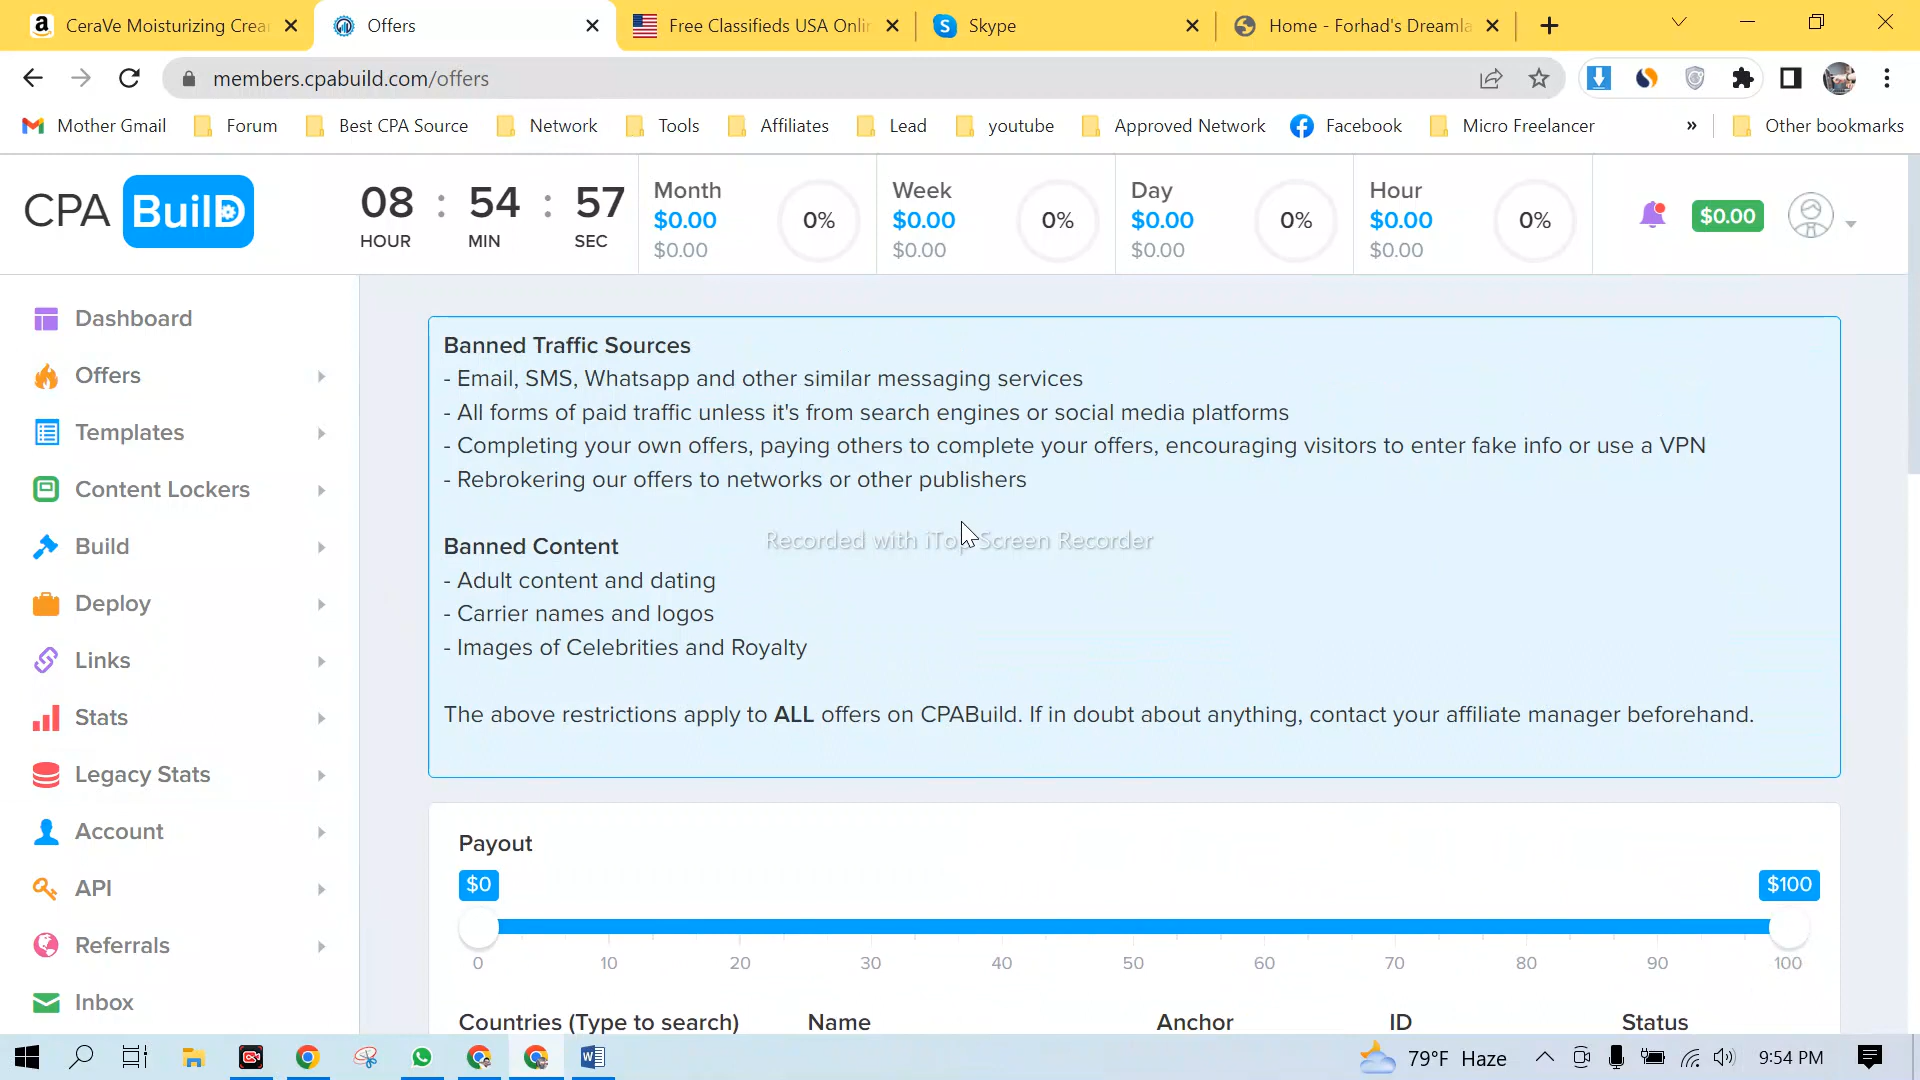 CeraVe Moisturizing Crea
Offers
Free Classifieds USA Onli
Skype
Home - Forhad's Dreamla
members.cpabuild.com/offers
Mother Gmail
Forum
Best CPA Source
Network
Tools
Affiliates
Lead
youtube
Approved Network
Facebook
Micro Freelancer
»
Other bookmarks
CPA BuilD
08 : 54 : 57
HOUR MIN SEC
Month
$0.00
$0.00
0%
Week
$0.00
$0.00
0%
Day
$0.00
$0.00
0%
Hour
$0.00
$0.00
0%
$0.00
Dashboard
Offers
Templates
Content Lockers
Build
Deploy
Links
Stats
Legacy Stats
Account
API
Referrals
Inbox
Banned Traffic Sources
- Email, SMS, Whatsapp and other similar messaging services
- All forms of paid traffic unless it's from search engines or social media platforms
- Completing your own offers, paying others to complete your offers, encouraging visitors to enter fake info or use a VPN
- Rebrokering our offers to networks or other publishers
Recorded with iTop Screen Recorder
Banned Content
- Adult content and dating
- Carrier names and logos
- Images of Celebrities and Royalty
The above restrictions apply to ALL offers on CPABuild. If in doubt about anything, contact your affiliate manager beforehand.
Payout
$0 $100
0 10 20 30 40 50 60 70 80 90 100
Countries (Type to search) Name Anchor ID Status
79°F Haze
9:54 PM